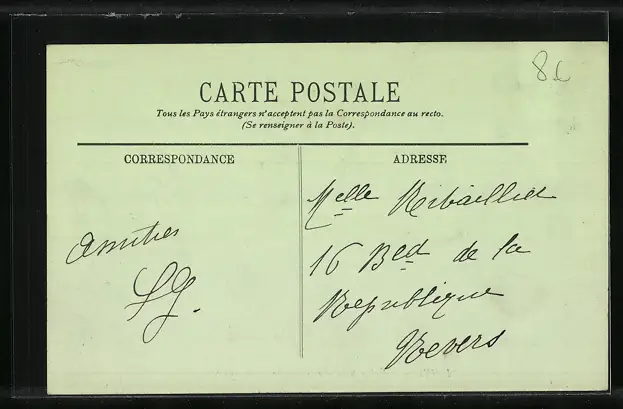 8c
CARTE POSTALE
Tous les Pays étrangers n'acceptent pas la Correspondance au recto.
(Se renseigner à la Poste).
CORRESPONDANCE
ADRESSE
Melle
Amitiés
16 Bed de la
République
Nevers